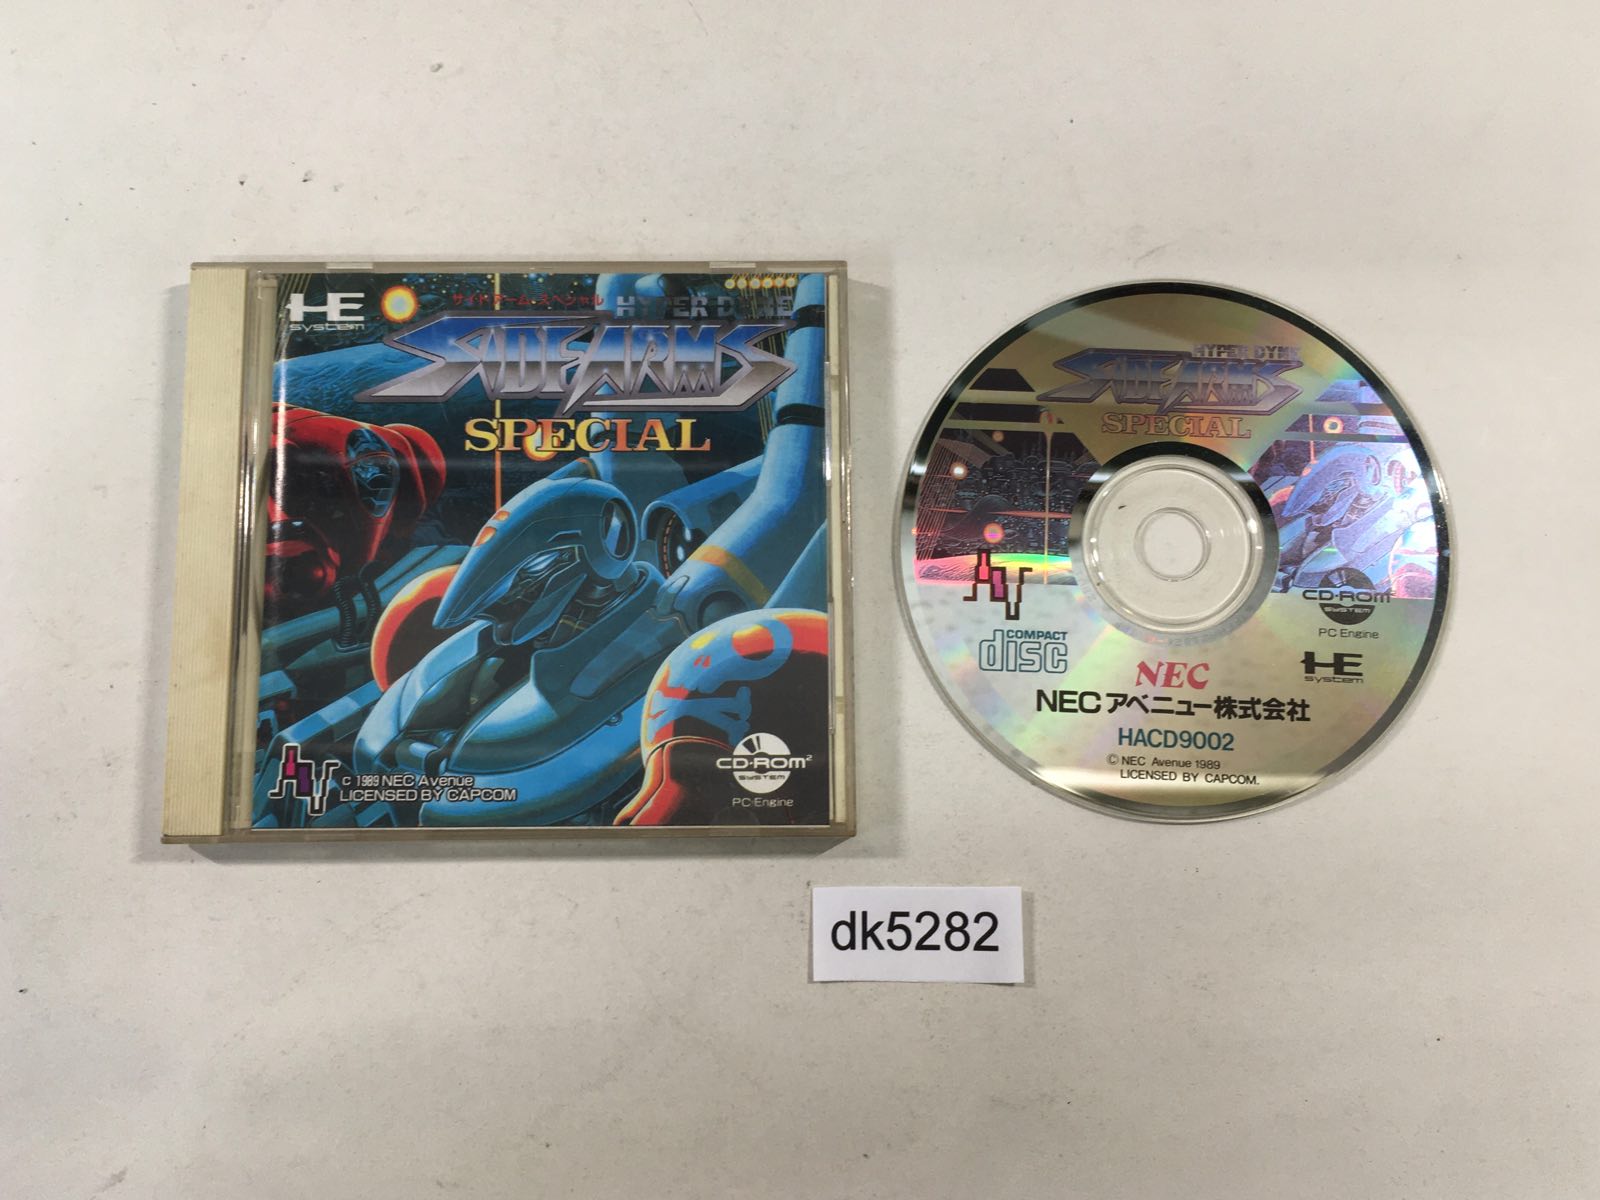 HE
system
サイドアーム・スペシャル
HYPER DYNE
SIDE ARMS
SPECIAL
AV
c 1989 NEC Avenue
LICENSED BY CAPCOM
CD-ROM2
SYSTEM
PC Engine
HYPER DYNE
SIDE ARMS
SPECIAL
AV
COMPACT
disc
CD-ROM2
SYSTEM
PC Engine
HE
system
NEC
NECアベニュー株式会社
HACD9002
© NEC Avenue 1989
LICENSED BY CAPCOM.
dk5282